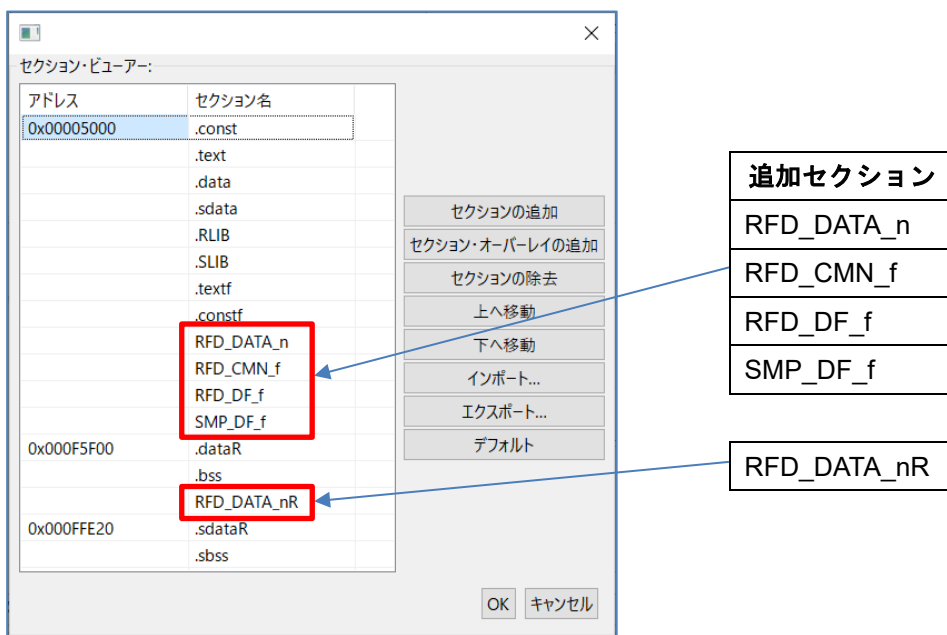 セクション・ビューアー:
アドレス セクション名
0x00005000 .const
.text
.data
.sdata
.RLIB
.SLIB
.textf
.constf
RFD_DATA_n
RFD_CMN_f
RFD_DF_f
SMP_DF_f
0x000F5F00 .dataR
.bss
RFD_DATA_nR
0x000FFE20 .sdataR
.sbss
セクションの追加
セクション・オーバーレイの追加
セクションの除去
上へ移動
下へ移動
インポート...
エクスポート...
デフォルト
OK キャンセル
追加セクション
RFD_DATA_n
RFD_CMN_f
RFD_DF_f
SMP_DF_f
RFD_DATA_nR